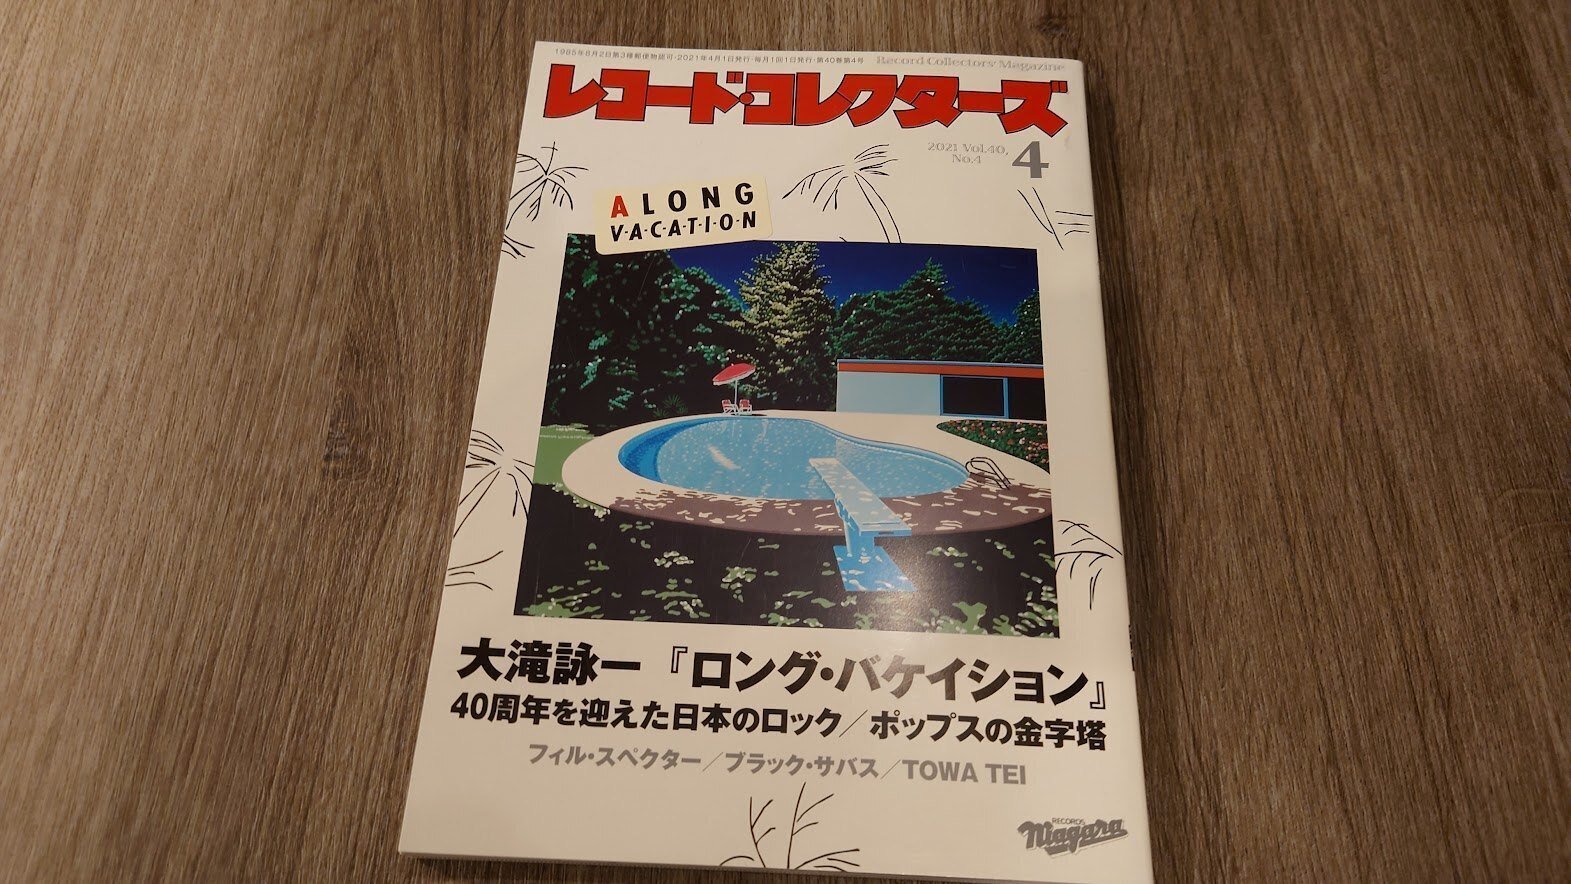 1985年8月2日第3種郵便物認可・2021年4月1日発行・毎月1回1日発行・第40巻第4号 Record Collectors' Magazine
レコード・コレクターズ
2021 Vol.40, No.4
4
A LONG
V·A·C·A·T·I·O·N
大滝詠一『ロング・バケイション』
40周年を迎えた日本のロック／ポップスの金字塔
フィル・スペクター／ブラック・サバス／TOWA TEI
RECORDS
Niagara